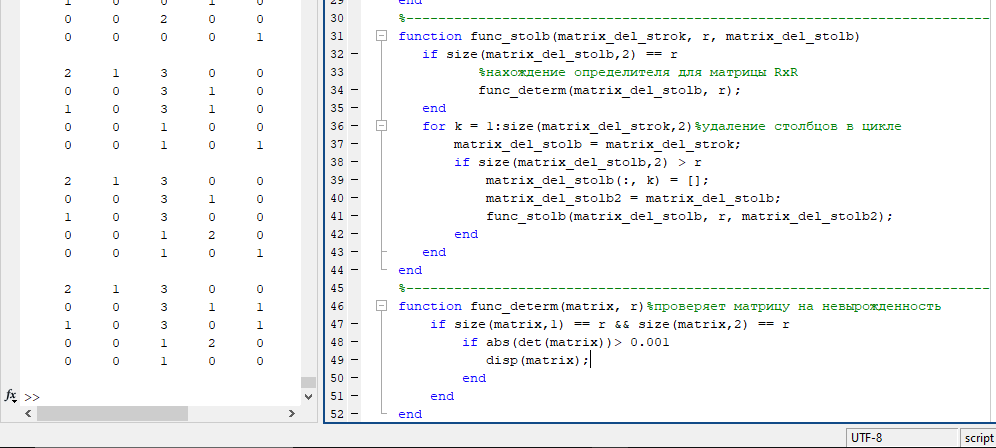 1 0 0 1 0
0 0 2 0 0
0 0 0 0 1
2 1 3 0 0
0 0 3 1 0
1 0 3 1 0
0 0 1 0 0
0 0 1 0 1
2 1 3 0 0
0 0 3 1 0
1 0 3 0 0
0 0 1 2 0
0 0 1 0 1
2 1 3 0 0
0 0 3 1 1
1 0 3 0 1
0 0 1 2 0
0 0 1 0 0
fx >>
29 end
30 %--------------------------------------------------------------------------
31 function func_stolb(matrix_del_strok, r, matrix_del_stolb)
32 – if size(matrix_del_stolb,2) == r
33 %нахождение определителя для матрицы RxR
34 – func_determ(matrix_del_stolb, r);
35 – end
36 – for k = 1:size(matrix_del_strok,2)%удаление столбцов в цикле
37 – matrix_del_stolb = matrix_del_strok;
38 – if size(matrix_del_stolb,2) > r
39 – matrix_del_stolb(:, k) = [];
40 – matrix_del_stolb2 = matrix_del_stolb;
41 – func_stolb(matrix_del_stolb, r, matrix_del_stolb2);
42 – end
43 – end
44 – end
45 %--------------------------------------------------------------------------
46 function func_determ(matrix, r)%проверяет матрицу на невырожденность
47 – if size(matrix,1) == r && size(matrix,2) == r
48 – if abs(det(matrix))> 0.001
49 – disp(matrix);
50 – end
51 – end
52 – end
UTF-8 script